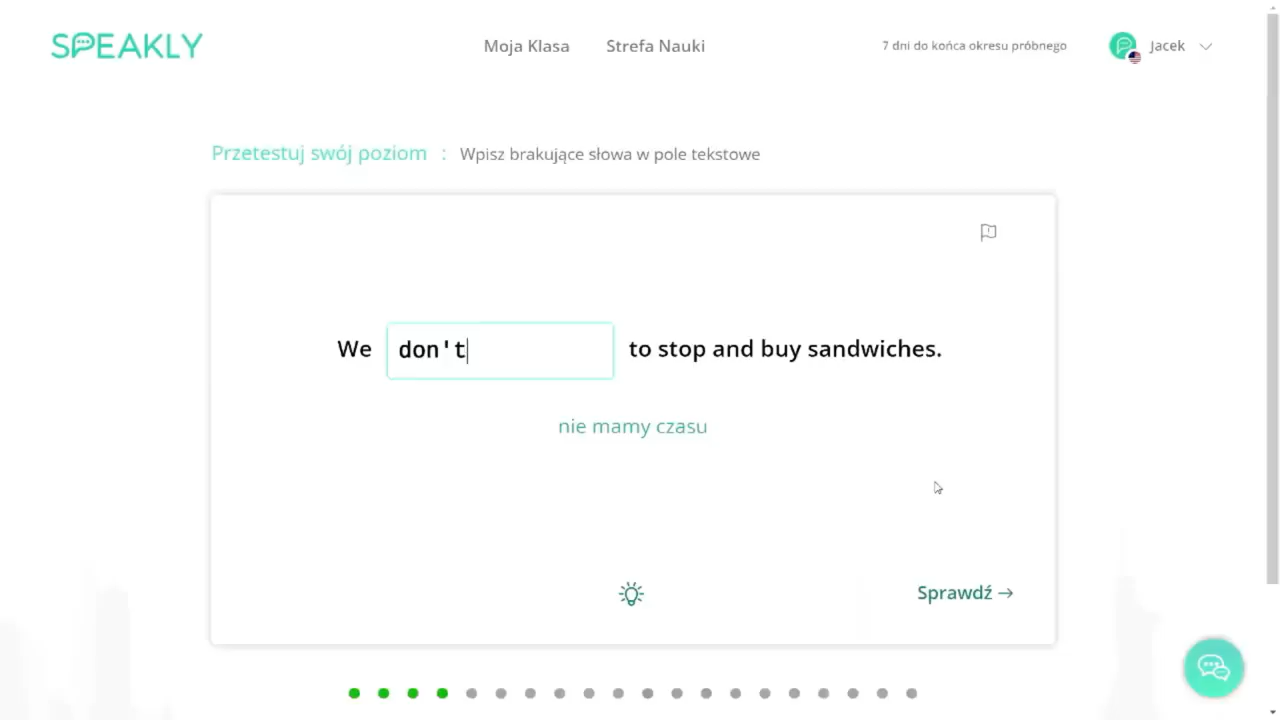 SPEAKLY
Moja Klasa
Strefa Nauki
7 dni do końca okresu próbnego
Jacek
Przetestuj swój poziom : Wpisz brakujące słowa w pole tekstowe
We don't to stop and buy sandwiches.
nie mamy czasu
Sprawdź →